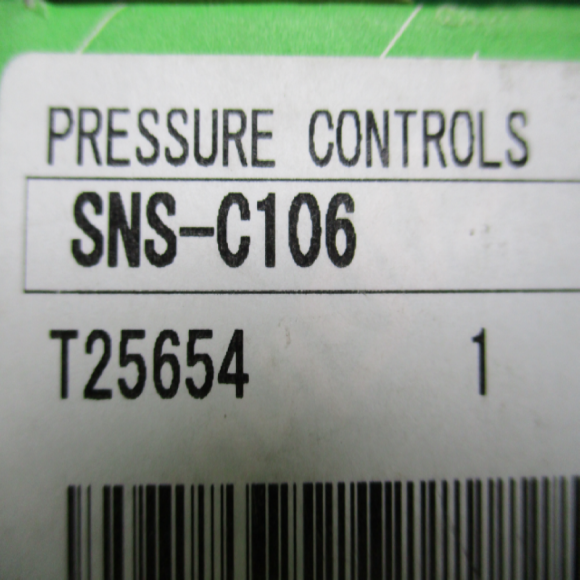 PRESSURE CONTROLS
SNS-C106
T25654 1